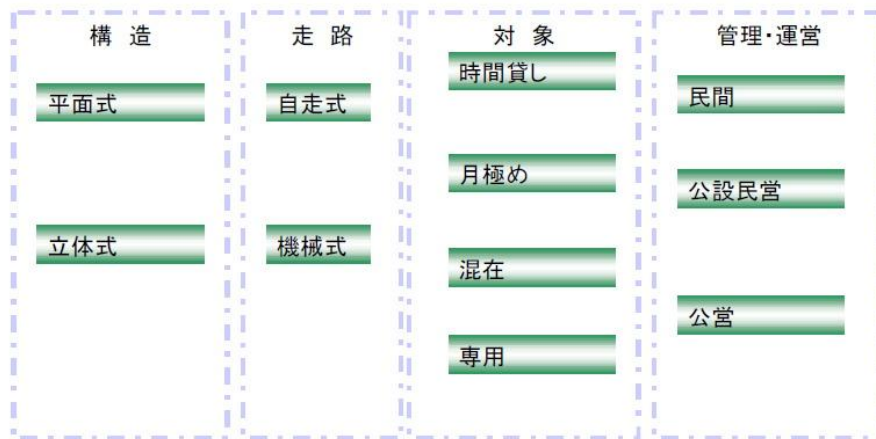 構 造
平面式
立体式
走 路
自走式
機械式
対 象
時間貸し
月極め
混在
専用
管理・運営
民間
公設民営
公営